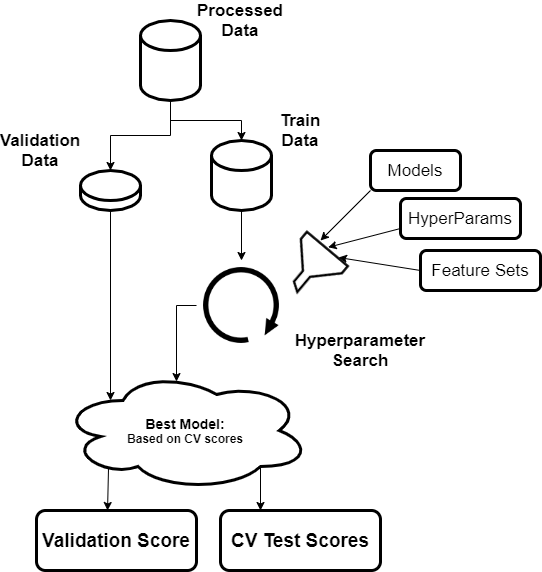 Processed
Data
Train
Data
Validation
Data
Models
HyperParams
Feature Sets
Hyperparameter
Search
Best Model:
Based on CV scores
Validation Score
CV Test Scores